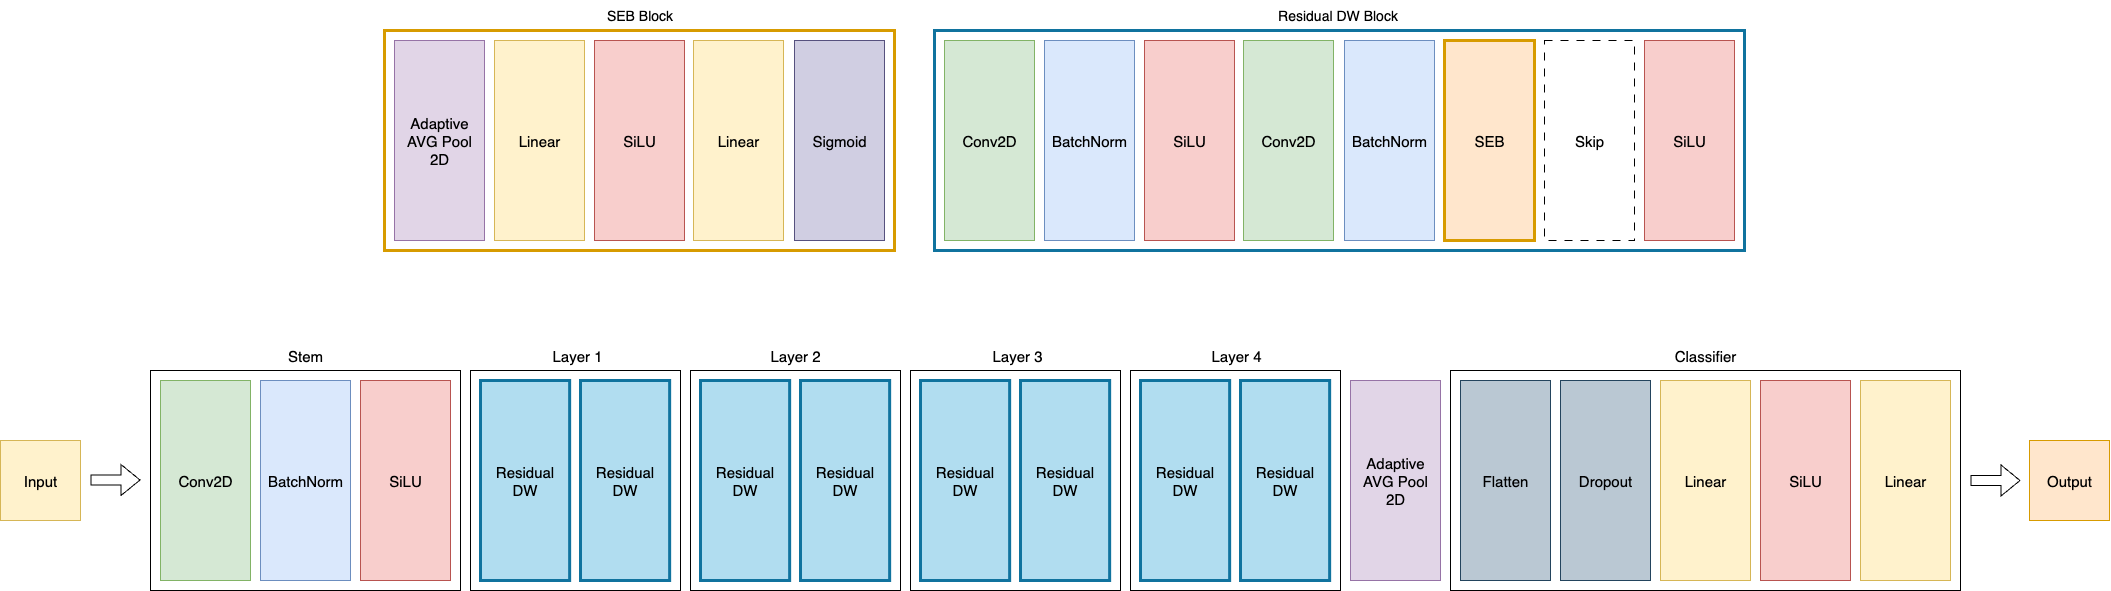 SEB Block
Adaptive
AVG Pool
2D
Linear
SiLU
Linear
Sigmoid
Residual DW Block
Conv2D
BatchNorm
SiLU
Conv2D
BatchNorm
SEB
Skip
SiLU
Input
Stem
Conv2D
BatchNorm
SiLU
Layer 1
Residual
DW
Residual
DW
Layer 2
Residual
DW
Residual
DW
Layer 3
Residual
DW
Residual
DW
Layer 4
Residual
DW
Residual
DW
Adaptive
AVG Pool
2D
Classifier
Flatten
Dropout
Linear
SiLU
Linear
Output